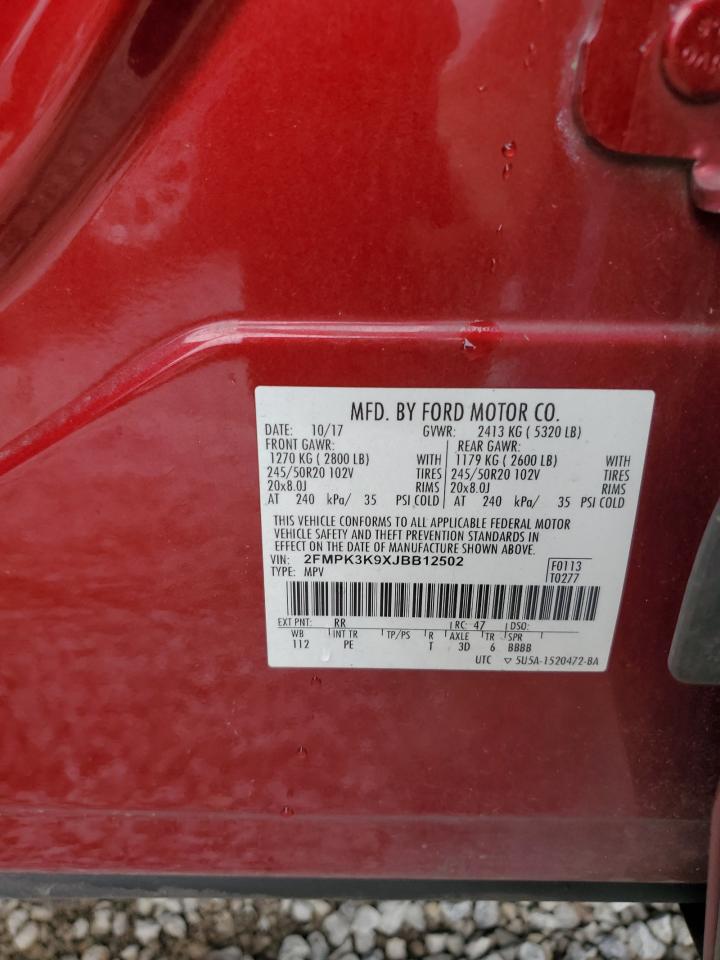 MFD. BY FORD MOTOR CO.
DATE: 10/17 GVWR: 2413 KG ( 5320 LB)
FRONT GAWR: REAR GAWR:
1270 KG ( 2800 LB) WITH 1179 KG ( 2600 LB) WITH
245/50R20 102V TIRES 245/50R20 102V TIRES
20x8.0J RIMS 20x8.0J RIMS
AT 240 kPa/ 35 PSI COLD AT 240 kPa/ 35 PSI COLD
THIS VEHICLE CONFORMS TO ALL APPLICABLE FEDERAL MOTOR
VEHICLE SAFETY AND THEFT PREVENTION STANDARDS IN
EFFECT ON THE DATE OF MANUFACTURE SHOWN ABOVE.
VIN: 2FMPK3K9XJBB12502 F0113
TYPE: MPV T0277
EXT PNT: RR RC: 47 DSO:
WB INT TR TP/PS R AXLE TR SPR
112 PE T 3D 6 BBBB
UTC ▽ 5U5A-1520472-BA